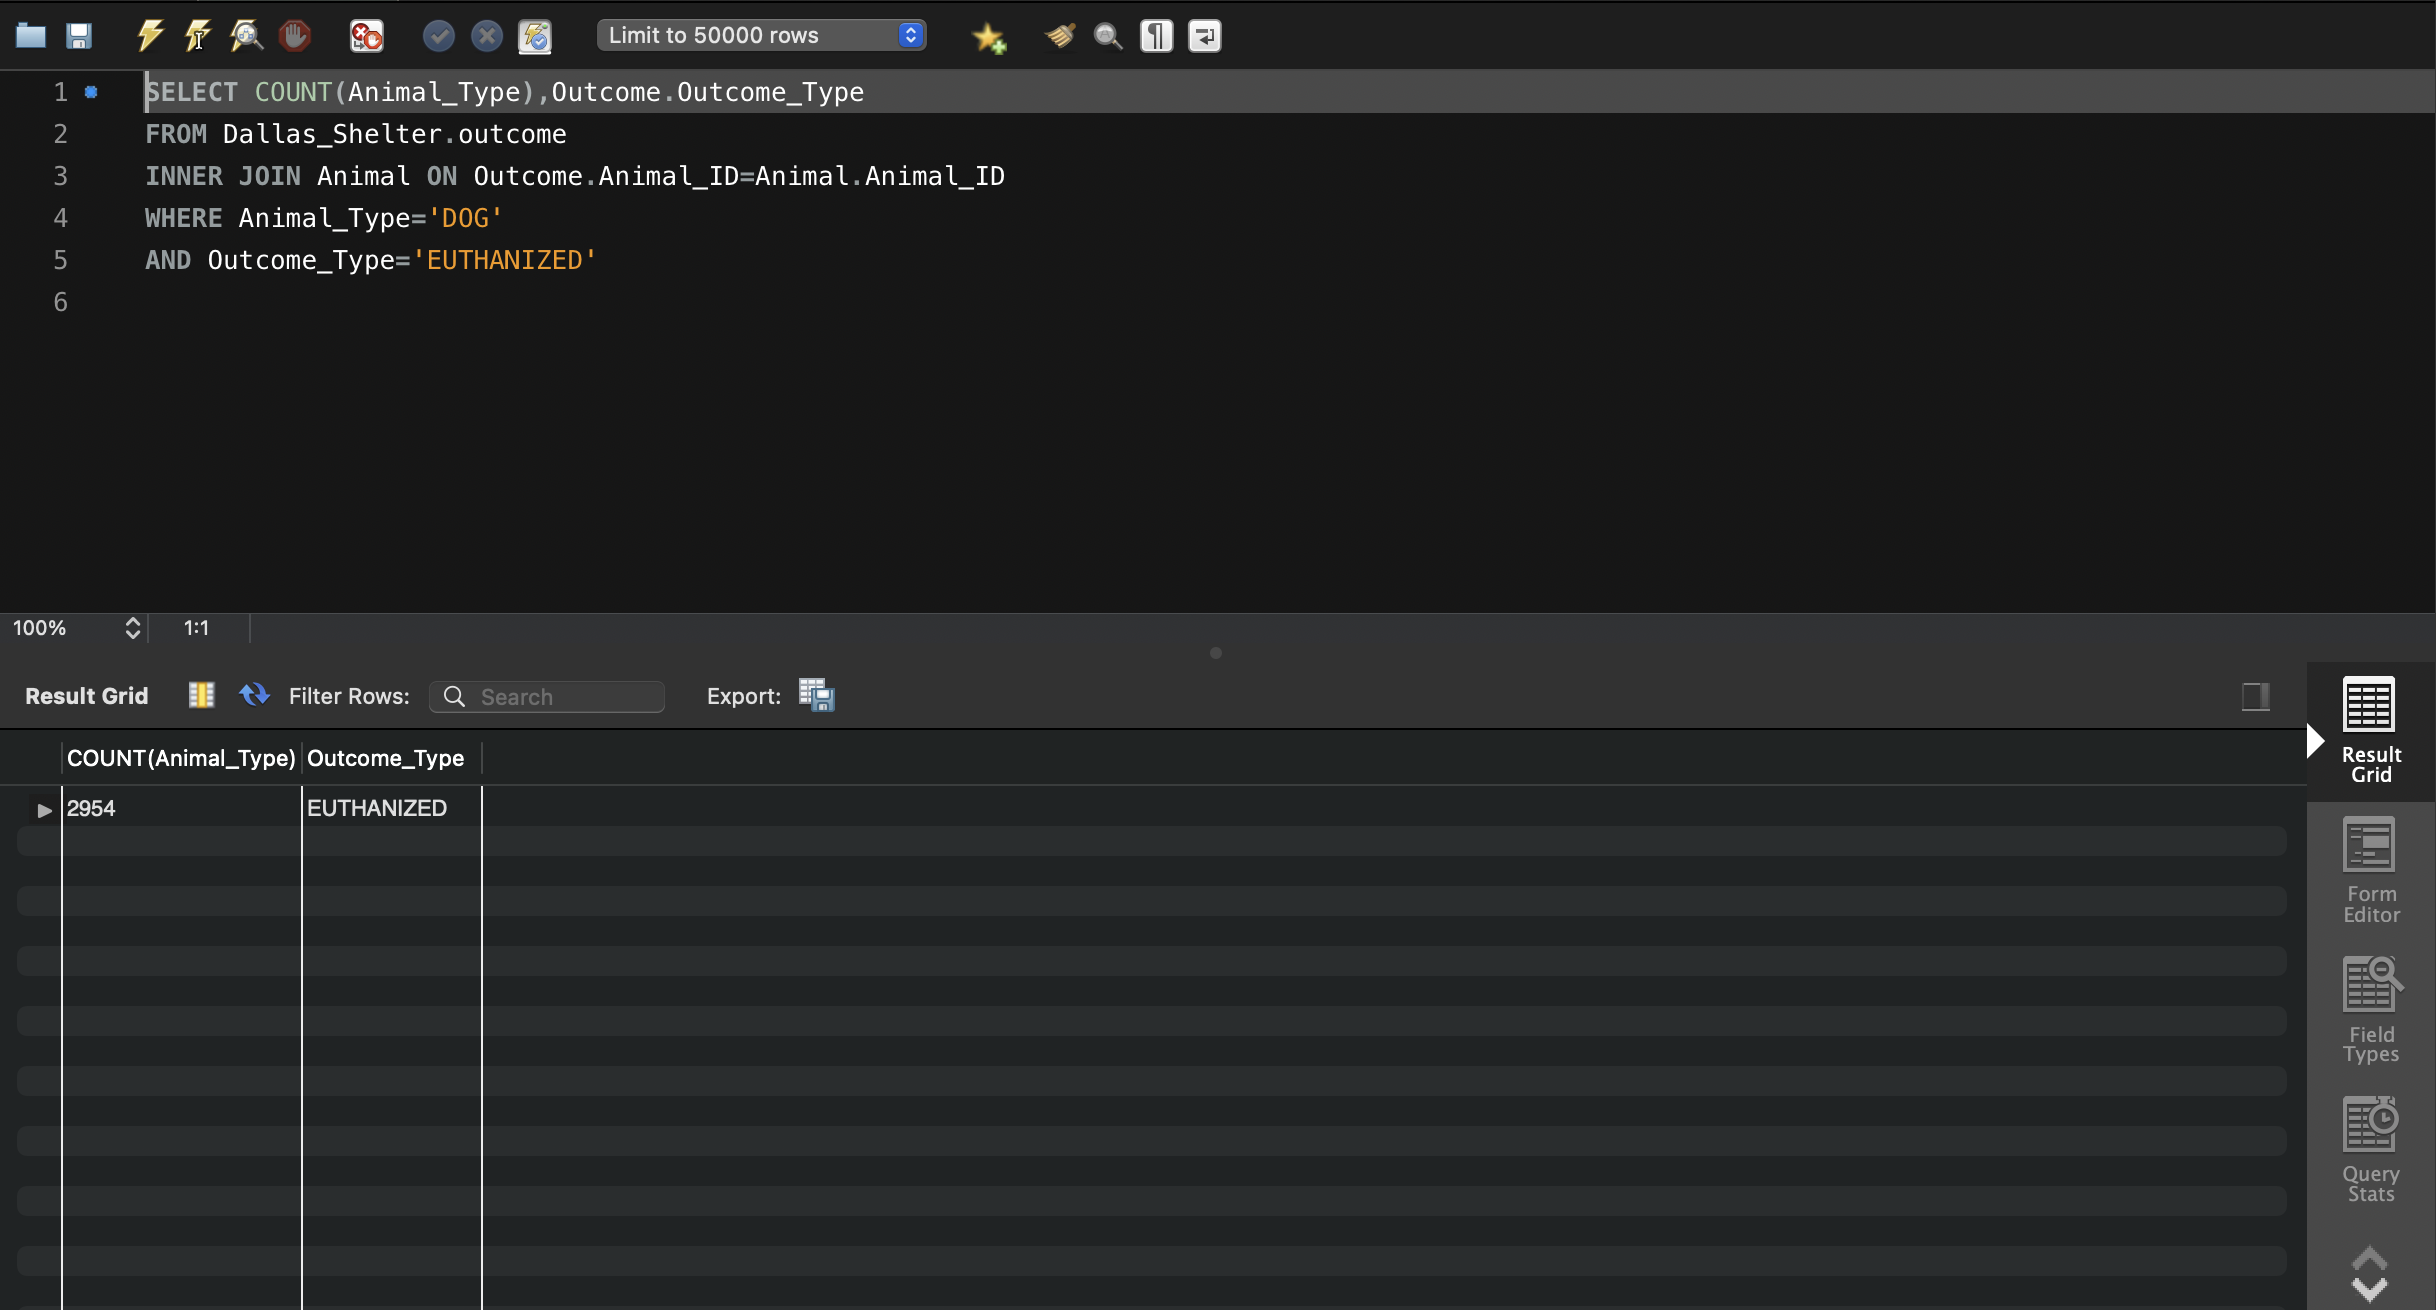 Limit to 50000 rows
1 SELECT COUNT(Animal_Type),Outcome.Outcome_Type
2 FROM Dallas_Shelter.outcome
3 INNER JOIN Animal ON Outcome.Animal_ID=Animal.Animal_ID
4 WHERE Animal_Type='DOG'
5 AND Outcome_Type='EUTHANIZED'
6
100% 1:1
Result Grid Filter Rows: Search Export:
COUNT(Animal_Type) Outcome_Type
2954 EUTHANIZED
Result
Grid
Form
Editor
Field
Types
Query
Stats